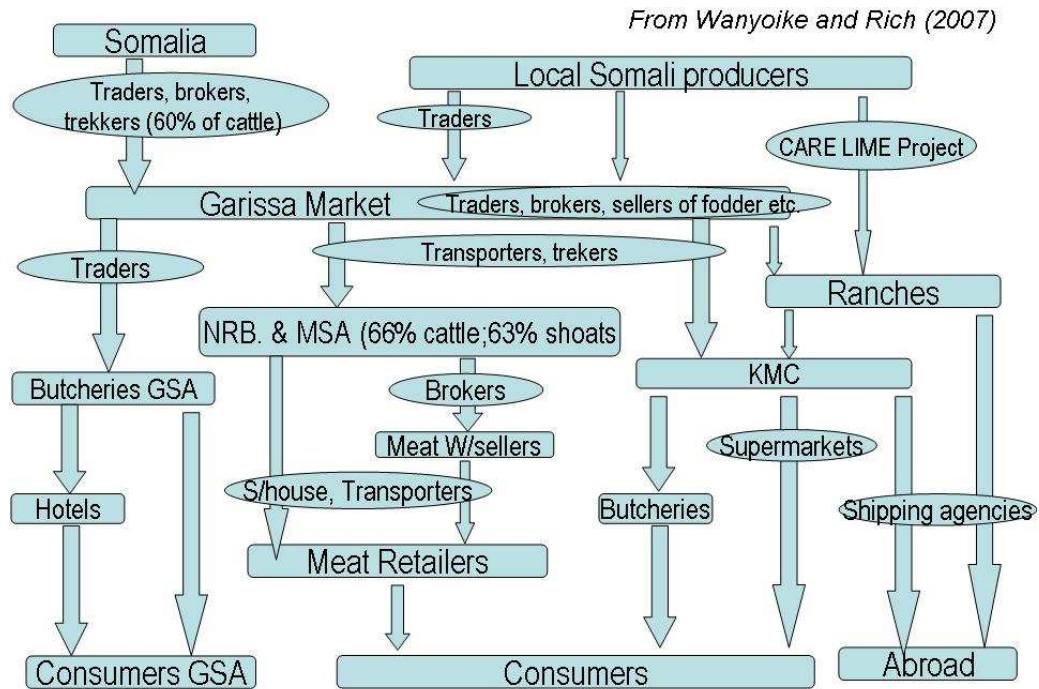 From Wanyoike and Rich (2007)
Somalia
Local Somali producers
Traders, brokers,
trekkers (60% of cattle)
Traders
CARE LIME Project
Garissa Market
Traders, brokers, sellers of fodder etc.
Traders
Transporters, trekers
Ranches
NRB. & MSA (66% cattle;63% shoats
Butcheries GSA
Brokers
KMC
Meat W/sellers
Supermarkets
S/house, Transporters
Hotels
Butcheries
Shipping agencies
Meat Retailers
Consumers GSA
Consumers
Abroad